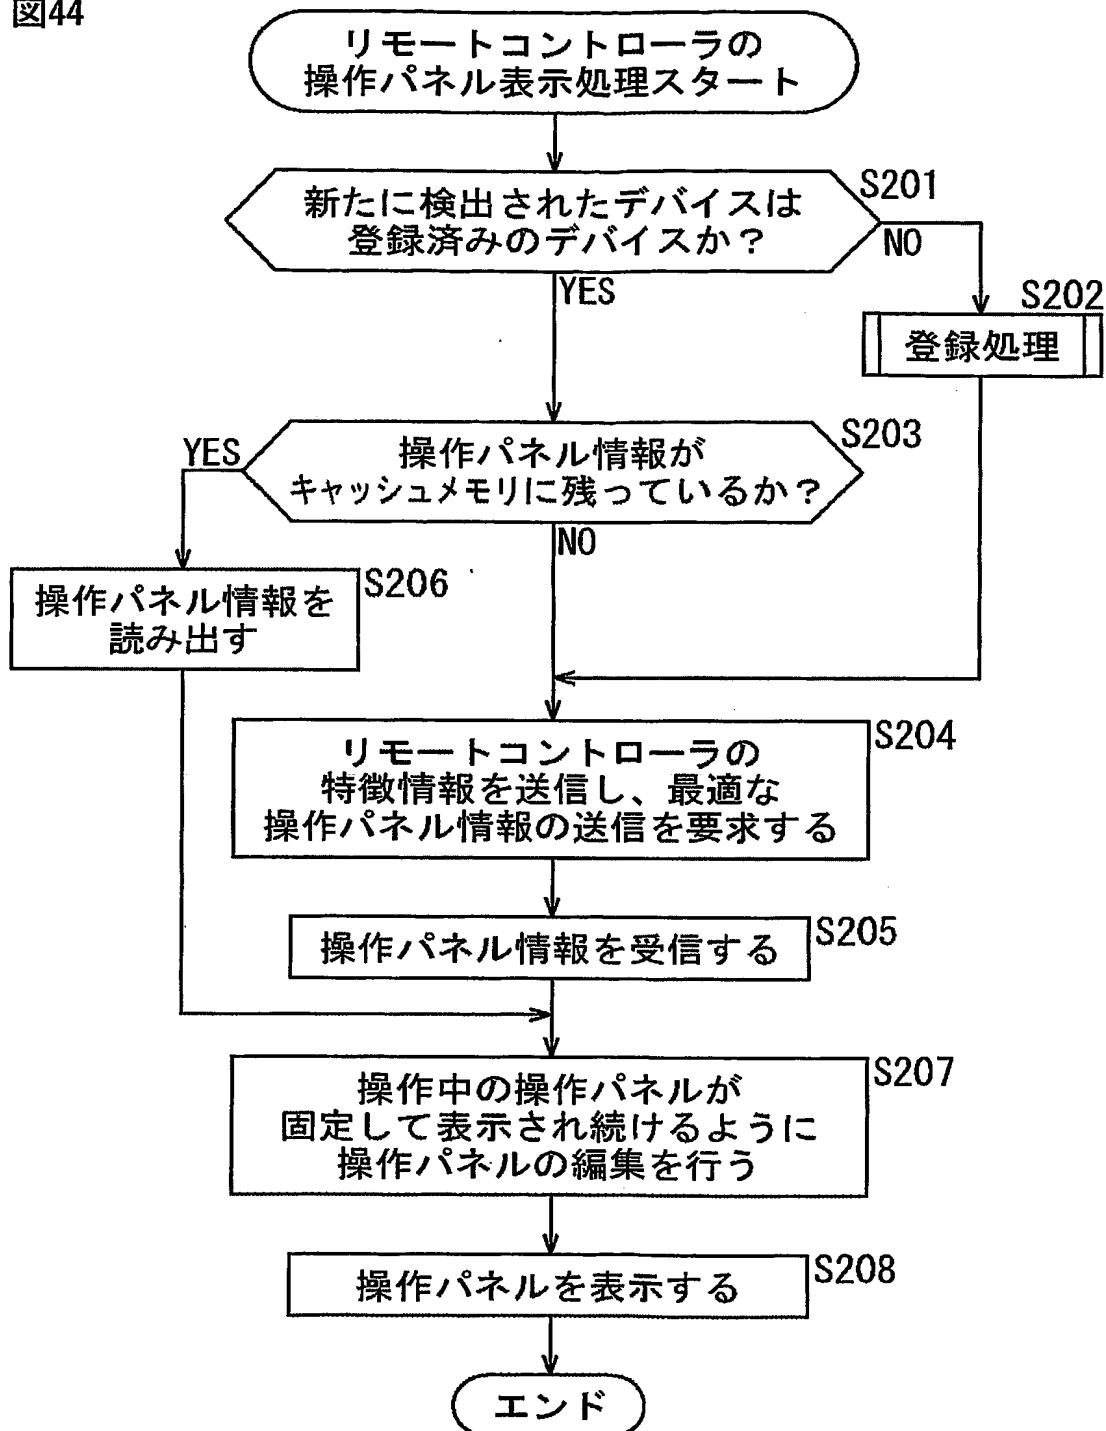 図44
リモートコントローラの
操作パネル表示処理スタート
S201
新たに検出されたデバイスは
登録済みのデバイスか？
NO
YES
S202
登録処理
S203
YES
操作パネル情報が
キャッシュメモリに残っているか？
NO
S206
操作パネル情報を
読み出す
S204
リモートコントローラの
特徴情報を送信し、最適な
操作パネル情報の送信を要求する
S205
操作パネル情報を受信する
S207
操作中の操作パネルが
固定して表示され続けるように
操作パネルの編集を行う
S208
操作パネルを表示する
エンド